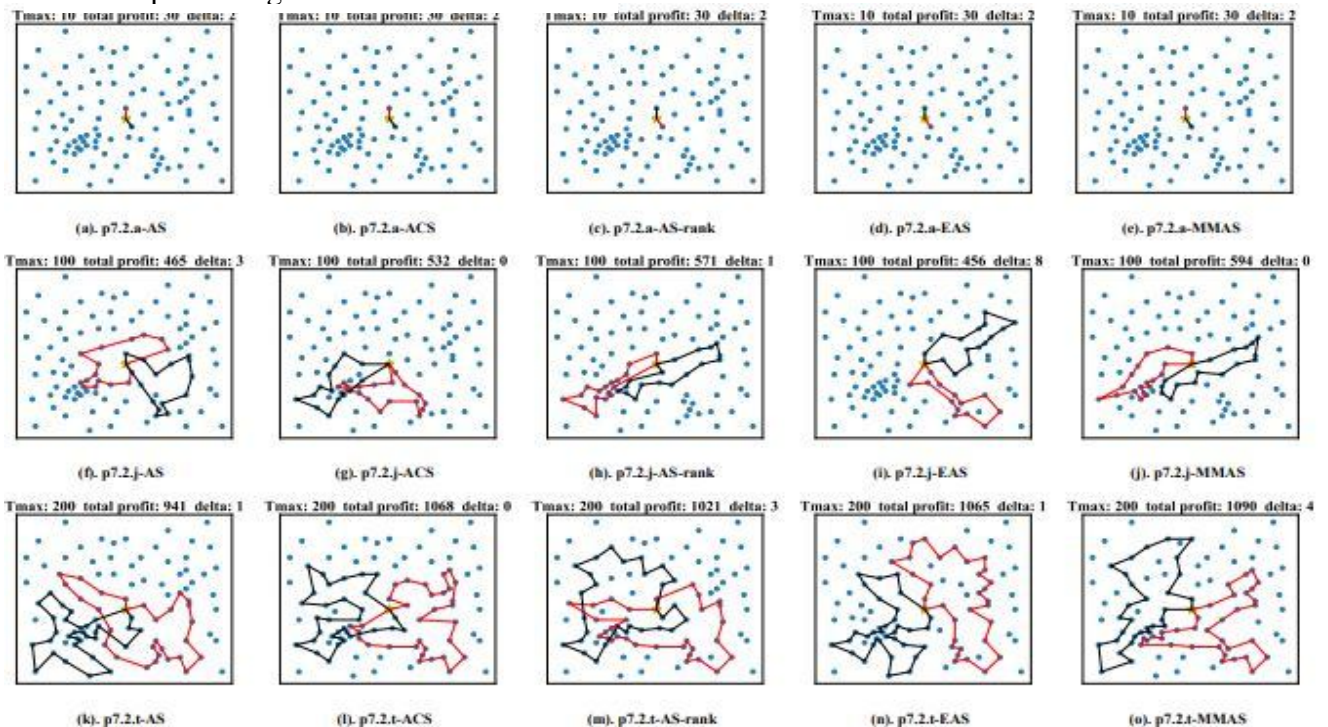 Tmax: 10 total profit: 30 delta: 2
Tmax: 10 total profit: 30 delta: 2
Tmax: 10 total profit: 30 delta: 2
Tmax: 10 total profit: 30 delta: 2
Tmax: 10 total profit: 30 delta: 2
(a). p7.2.a-AS
(b). p7.2.a-ACS
(c). p7.2.a-AS-rank
(d). p7.2.a-EAS
(e). p7.2.a-MMAS
Tmax: 100 total profit: 465 delta: 3
Tmax: 100 total profit: 532 delta: 0
Tmax: 100 total profit: 571 delta: 1
Tmax: 100 total profit: 456 delta: 8
Tmax: 100 total profit: 594 delta: 0
(f). p7.2.j-AS
(g). p7.2.j-ACS
(h). p7.2.j-AS-rank
(i). p7.2.j-EAS
(j). p7.2.j-MMAS
Tmax: 200 total profit: 941 delta: 1
Tmax: 200 total profit: 1068 delta: 0
Tmax: 200 total profit: 1021 delta: 3
Tmax: 200 total profit: 1065 delta: 1
Tmax: 200 total profit: 1090 delta: 4
(k). p7.2.t-AS
(l). p7.2.t-ACS
(m). p7.2.t-AS-rank
(n). p7.2.t-EAS
(o). p7.2.t-MMAS